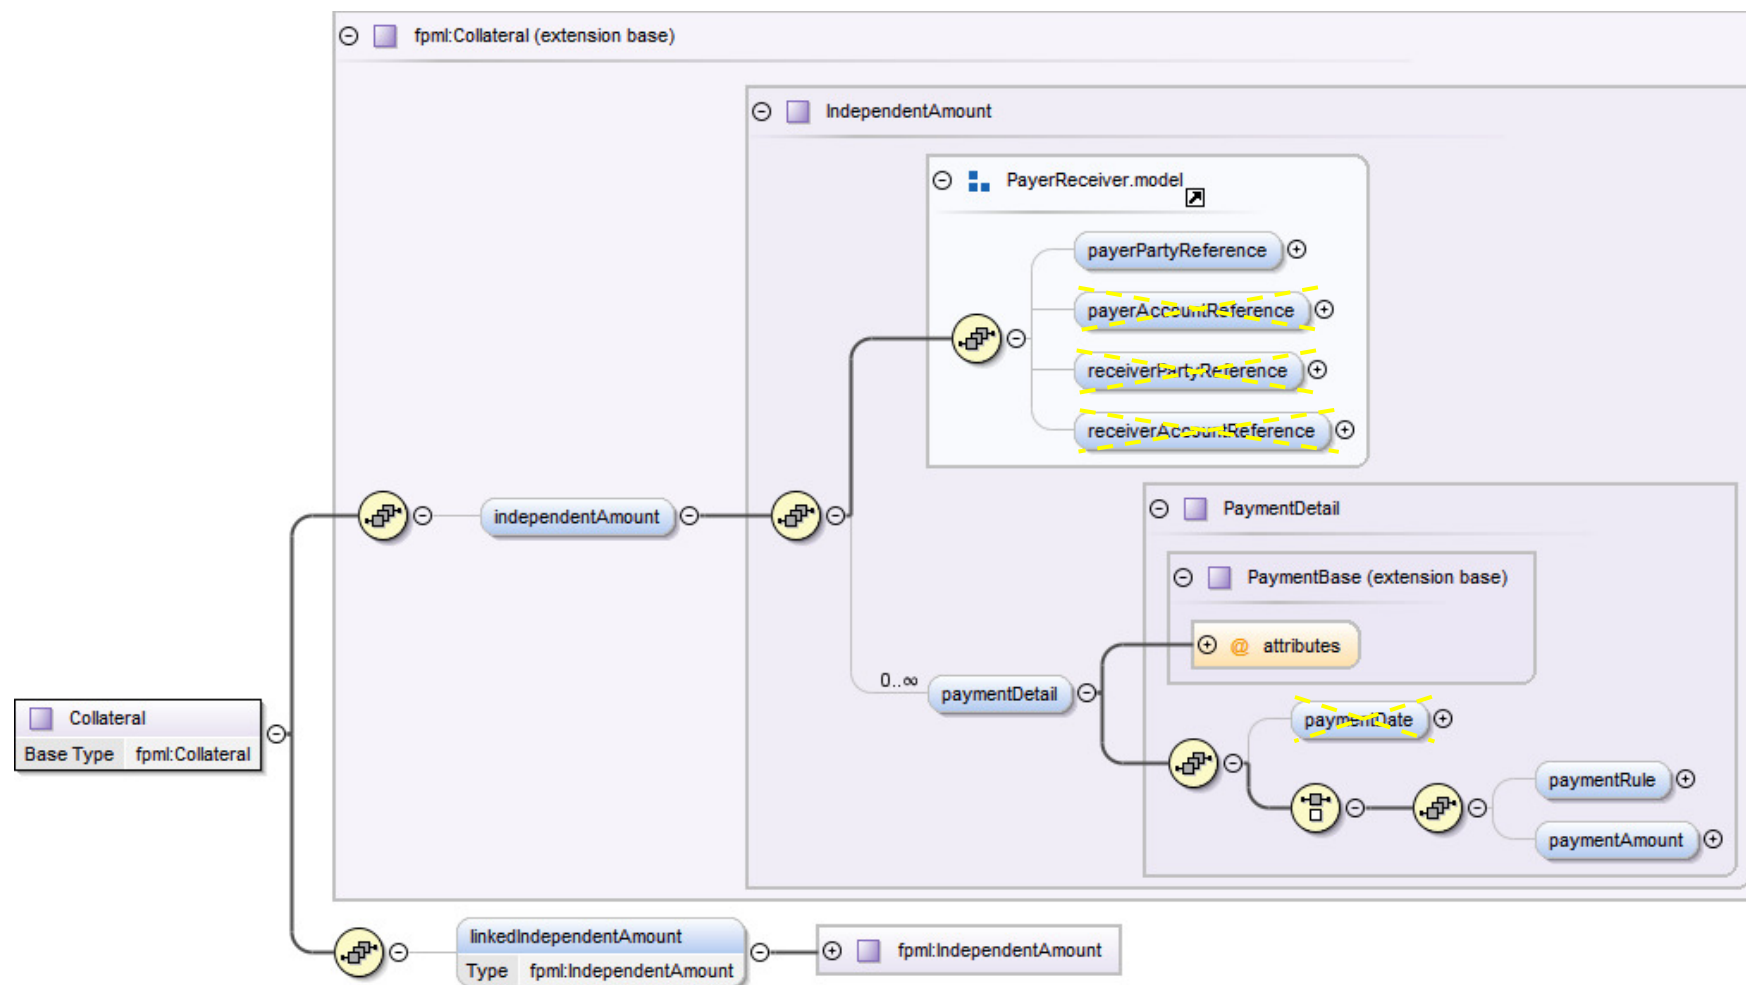 fpml:Collateral (extension base)
IndependentAmount
PayerReceiver.model
payerPartyReference
payerAccountReference
receiverPartyReference
receiverAccountReference
independentAmount
PaymentDetail
PaymentBase (extension base)
@ attributes
0..∞
paymentDetail
Collateral
Base Type fpml:Collateral
paymentDate
paymentRule
paymentAmount
linkedIndependentAmount
Type fpml:IndependentAmount
fpml:IndependentAmount